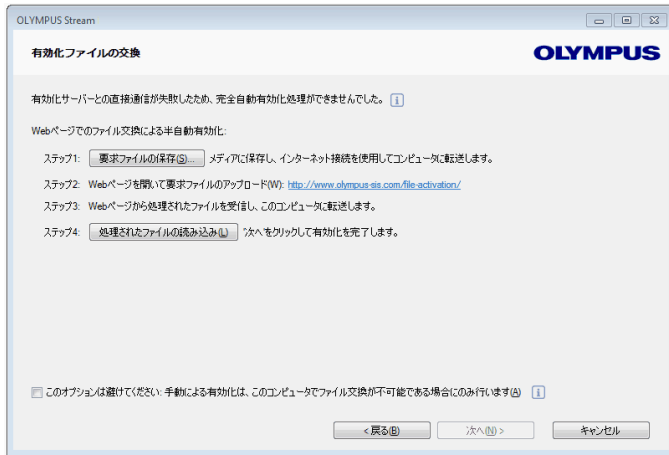 OLYMPUS Stream
有効化ファイルの交換
OLYMPUS
有効化サーバーとの直接通信が失敗したため、完全自動有効化処理ができませんでした。 i
Webページでのファイル交換による半自動有効化:
ステップ1: 要求ファイルの保存(S)... メディアに保存し、インターネット接続を使用してコンピュータに転送します。
ステップ2: Webページを開いて要求ファイルのアップロード(W): http://www.olympus-sis.com/file-activation/
ステップ3: Webページから処理されたファイルを受信し、このコンピュータに転送します。
ステップ4: 処理されたファイルの読み込み(L) '次へ'をクリックして有効化を完了します。
このオプションは避けてください: 手動による有効化は、このコンピュータでファイル交換が不可能である場合にのみ行います(A) i
< 戻る(B) 次へ(N) > キャンセル